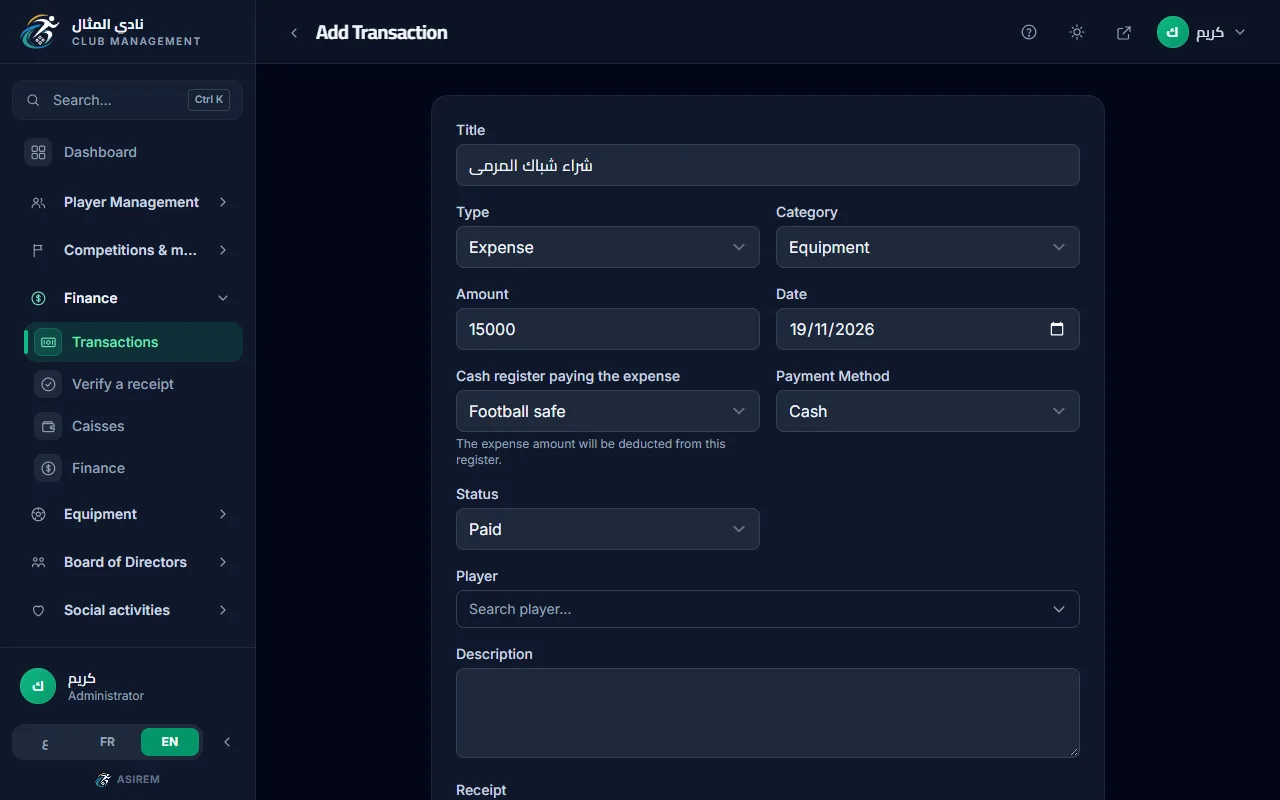 نادي المثال
CLUB MANAGEMENT
Add Transaction
ك
كريم
Search...
Ctrl K
Dashboard
Player Management
Competitions & m...
Finance
Transactions
Verify a receipt
Caisses
Finance
Equipment
Board of Directors
Social activities
ك
كريم
Administrator
ع
FR
EN
ASIREM
Title
شراء شباك المرمى
Type
Category
Expense
Equipment
Amount
Date
15000
19/11/2026
Cash register paying the expense
Payment Method
Football safe
Cash
The expense amount will be deducted from this
register.
Status
Paid
Player
Search player...
Description
Receipt